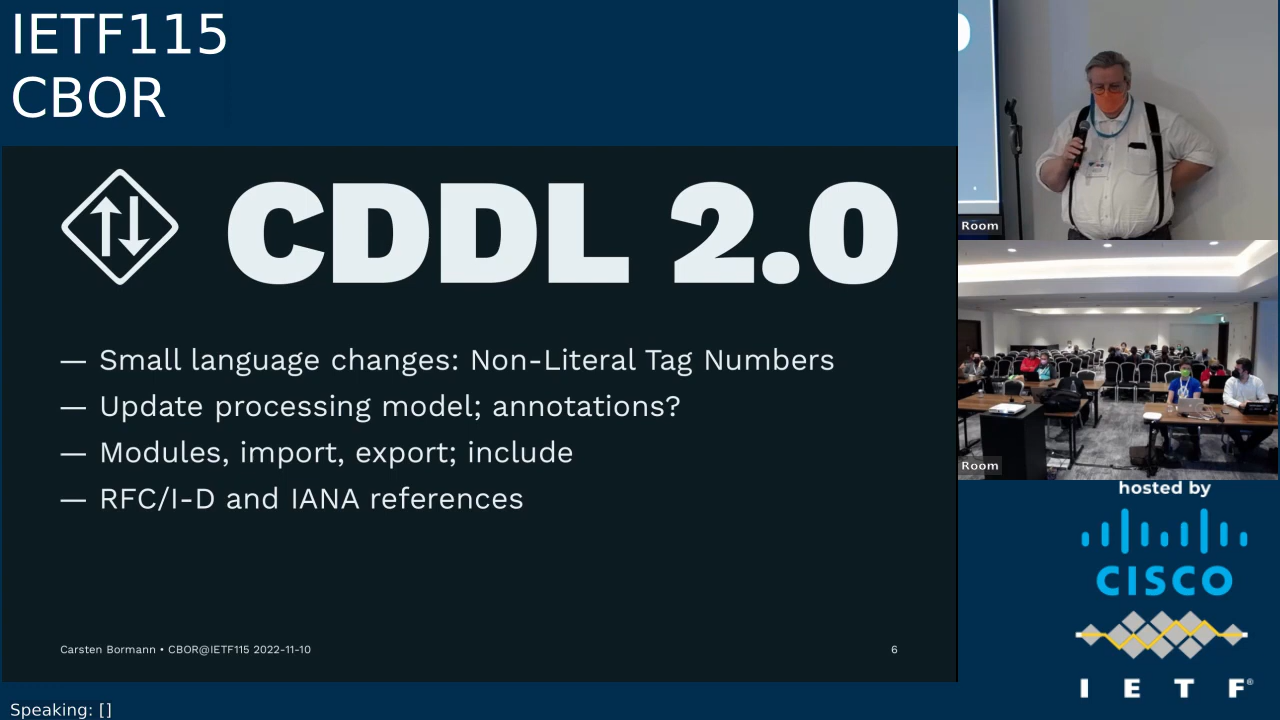 IETF115
CBOR
CDDL 2.0
— Small language changes: Non-Literal Tag Numbers
— Update processing model; annotations?
— Modules, import, export; include
— RFC/I-D and IANA references
Carsten Bormann • CBOR@IETF115 2022-11-10
6
Speaking: []
Room
Room
hosted by
CISCO
I E T F®